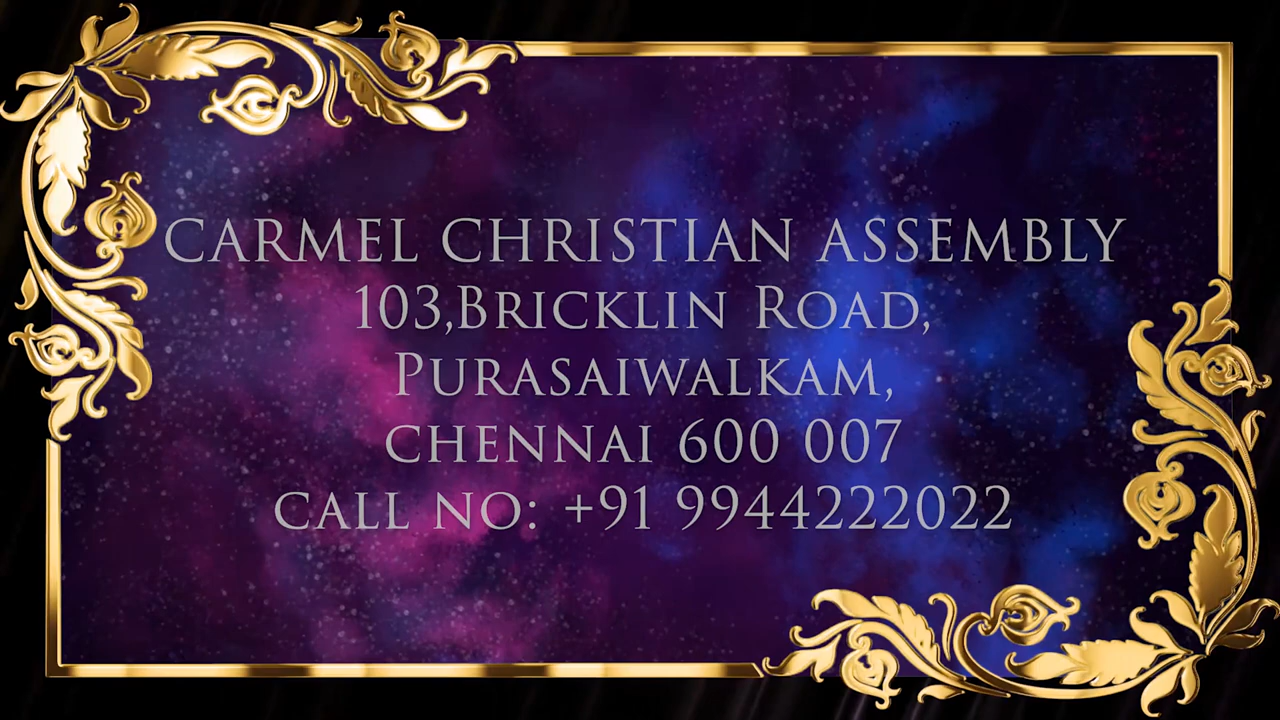 CARMEL CHRISTIAN ASSEMBLY
103,Bricklin Road,
Purasaiwalkam,
chennai 600 007
call no: +91 9944222022